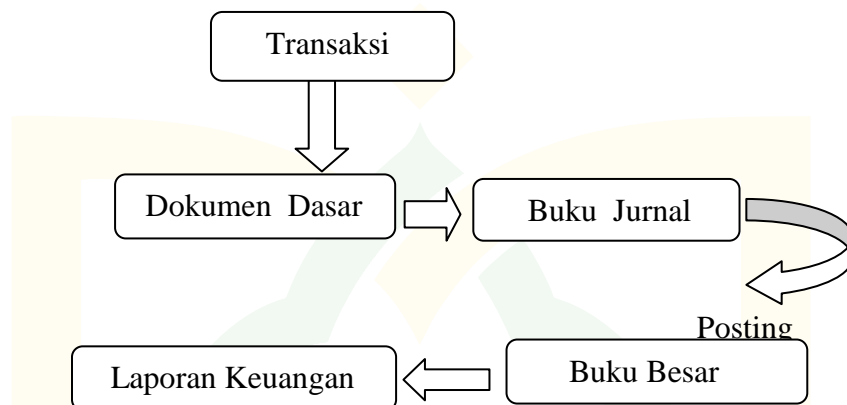 Transaksi
Dokumen Dasar
Buku Jurnal
Posting
Buku Besar
Laporan Keuangan